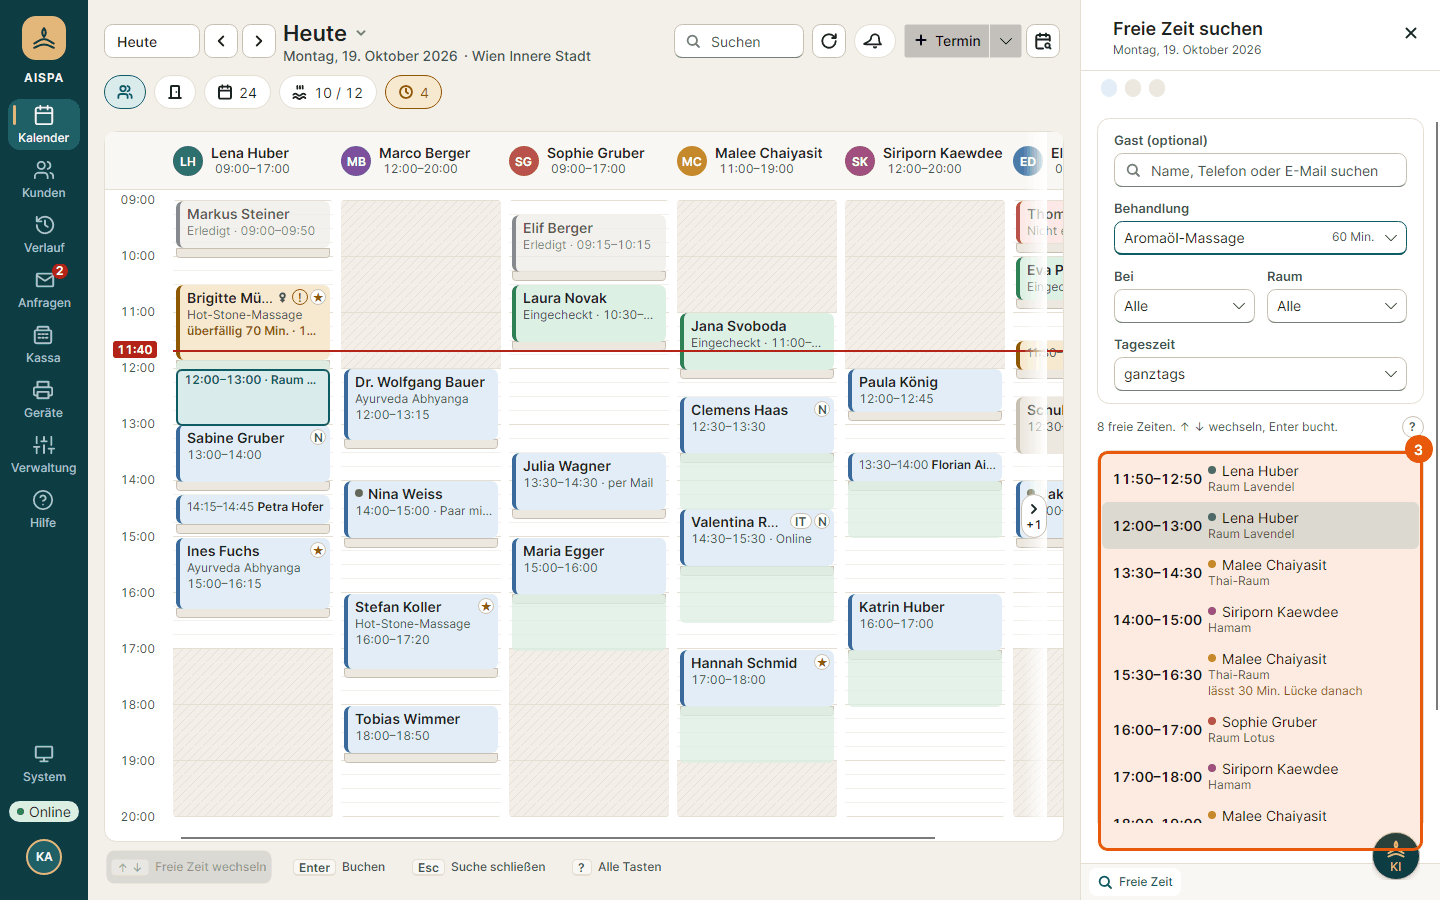 AISPA
Kalender
Kunden
Verlauf
2
Anfragen
Kassa
Geräte
Verwaltung
Hilfe
System
Online
KA
Heute
Heute
Montag, 19. Oktober 2026 · Wien Innere Stadt
Suchen
+ Termin
24
10 / 12
4
LH
Lena Huber
09:00–17:00
MB
Marco Berger
12:00–20:00
SG
Sophie Gruber
09:00–17:00
MC
Malee Chaiyasit
11:00–19:00
SK
Siriporn Kaewdee
12:00–20:00
ED
09:00
10:00
11:00
11:40
12:00
13:00
14:00
15:00
16:00
17:00
18:00
19:00
20:00
Markus Steiner
Erledigt · 09:00–09:50
Brigitte Mü...
Hot-Stone-Massage
überfällig 70 Min. · 1...
12:00–13:00 · Raum ...
Sabine Gruber N
13:00–14:00
14:15–14:45 Petra Hofer
Ines Fuchs
Ayurveda Abhyanga
15:00–16:15
Dr. Wolfgang Bauer
Ayurveda Abhyanga
12:00–13:15
Nina Weiss
14:00–15:00 · Paar mi...
Stefan Koller
Hot-Stone-Massage
16:00–17:20
Tobias Wimmer
18:00–18:50
Elif Berger
Erledigt · 09:15–10:15
Laura Novak
Eingecheckt · 10:30–...
Julia Wagner
13:30–14:30 · per Mail
Maria Egger
15:00–16:00
Jana Svoboda
Eingecheckt · 11:00–...
Clemens Haas N
12:30–13:30
Valentina R... IT N
14:30–15:30 · Online
Hannah Schmid
17:00–18:00
Paula König
12:00–12:45
13:30–14:00 Florian Ai...
Katrin Huber
16:00–17:00
+1
↑ ↓ Freie Zeit wechseln
Enter Buchen
Esc Suche schließen
? Alle Tasten
Freie Zeit suchen
Montag, 19. Oktober 2026
Gast (optional)
Name, Telefon oder E-Mail suchen
Behandlung
Aromaöl-Massage 60 Min.
Bei
Raum
Alle
Alle
Tageszeit
ganztags
8 freie Zeiten. ↑ ↓ wechseln, Enter bucht.
?
3
11:50–12:50 Lena Huber
Raum Lavendel
12:00–13:00 Lena Huber
Raum Lavendel
13:30–14:30 Malee Chaiyasit
Thai-Raum
14:00–15:00 Siriporn Kaewdee
Hamam
15:30–16:30 Malee Chaiyasit
Thai-Raum
lässt 30 Min. Lücke danach
16:00–17:00 Sophie Gruber
Raum Lotus
17:00–18:00 Siriporn Kaewdee
Hamam
18:00–19:00 Malee Chaiyasit
KI
Freie Zeit